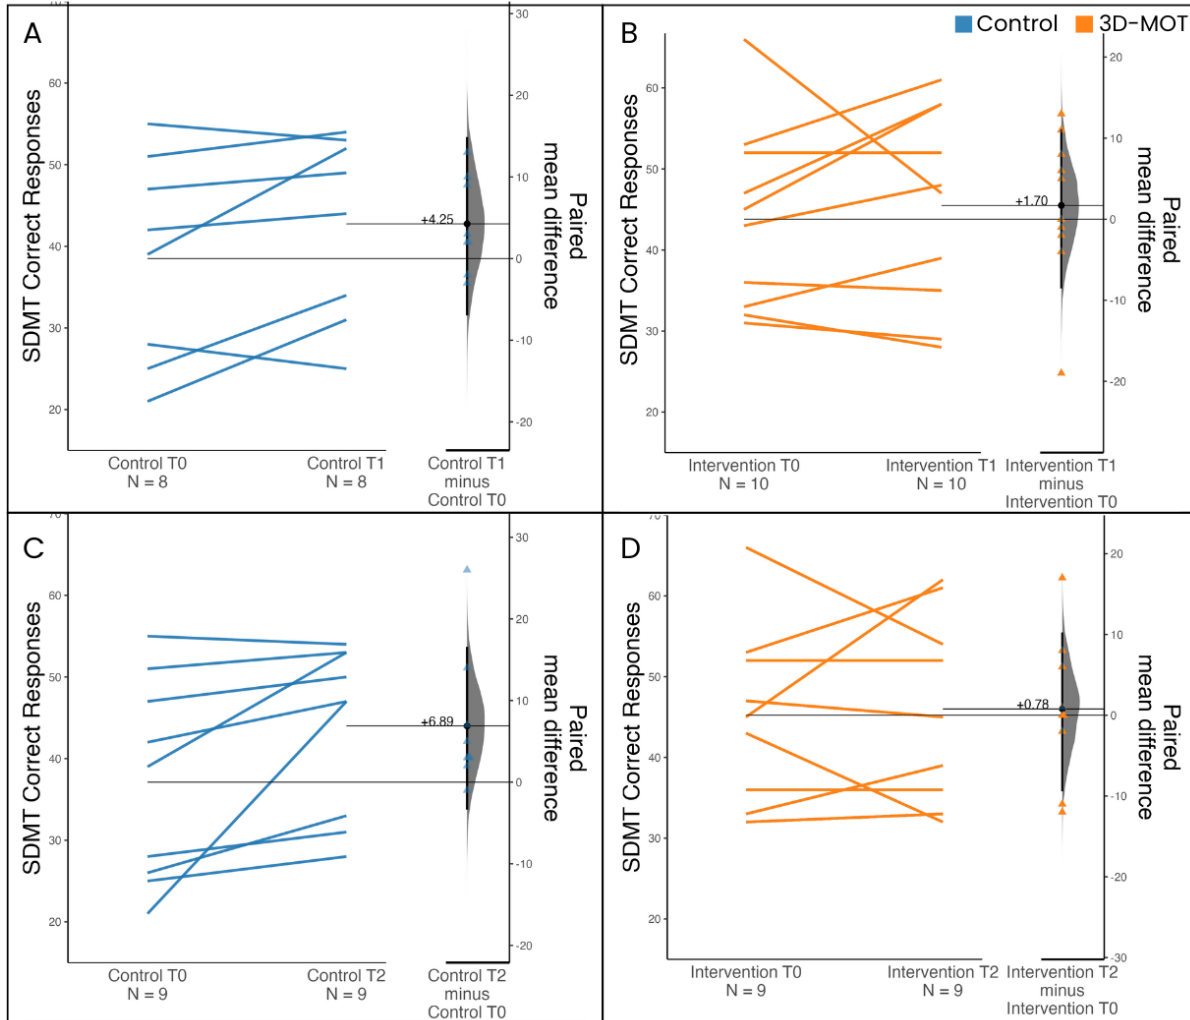 A
70
60
50
40
30
20
SDMT Correct Responses
30
20
10
0
-10
-20
+4.25
Paired
mean difference
Control T0
N = 8
Control T1
N = 8
Control T1
minus
Control T0
B
Control
3D-MOT
60
50
40
30
20
SDMT Correct Responses
20
10
0
-10
-20
+1.70
Paired
mean difference
Intervention T0
N = 10
Intervention T1
N = 10
Intervention T1
minus
Intervention T0
C
70
60
50
40
30
20
SDMT Correct Responses
30
20
10
0
-10
-20
+6.89
Paired
mean difference
Control T0
N = 9
Control T2
N = 9
Control T2
minus
Control T0
D
70
60
50
40
30
20
SDMT Correct Responses
20
10
0
-10
-20
-30
+0.78
Paired
mean difference
Intervention T0
N = 9
Intervention T2
N = 9
Intervention T2
minus
Intervention T0